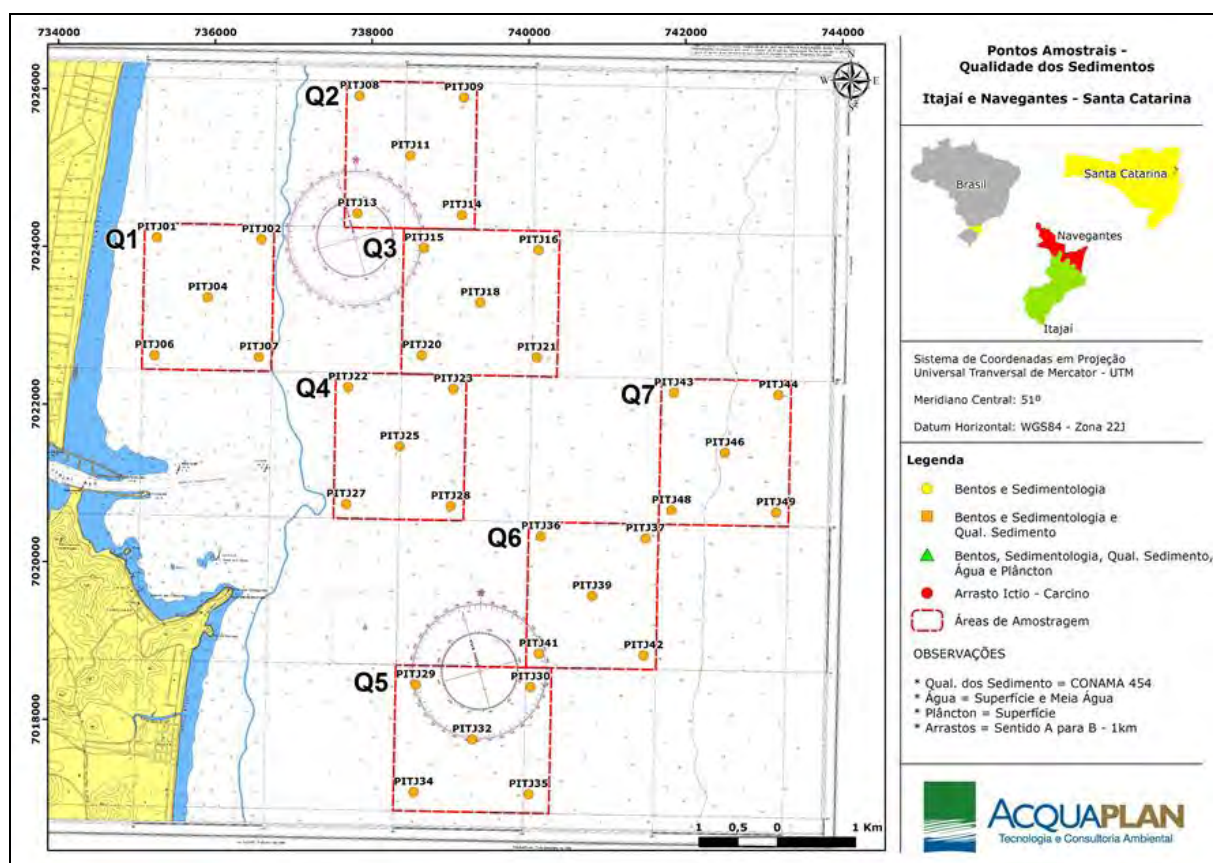 734000
736000
738000
740000
742000
744000
7026000
7024000
7022000
7020000
7018000
N
W
E
Q2
PITJ08
PITJ09
PITJ11
PITJ13
PITJ14
Q1
PITJ01
PITJ02
PITJ04
PITJ06
PITJ07
Q3
PITJ15
PITJ16
PITJ18
PITJ20
PITJ21
Q4
PITJ22
PITJ23
PITJ25
PITJ27
PITJ28
Q7
PITJ43
PITJ44
PITJ46
PITJ48
PITJ49
Q6
PITJ36
PITJ37
PITJ39
PITJ41
PITJ42
Q5
PITJ29
PITJ30
PITJ32
PITJ34
PITJ35
1 0,5 0 1 Km
Pontos Amostrais -
Qualidade dos Sedimentos
Itajaí e Navegantes - Santa Catarina
Brasil
Santa Catarina
Navegantes
Itajaí
Sistema de Coordenadas em Projeção
Universal Tranversal de Mercator - UTM
Meridiano Central: 51º
Datum Horizontal: WGS84 - Zona 22J
Legenda
Bentos e Sedimentologia
Bentos e Sedimentologia e
Qual. Sedimento
Bentos, Sedimentologia, Qual. Sedimento,
Água e Plâncton
Arrasto Ictio - Carcino
Áreas de Amostragem
OBSERVAÇÕES
* Qual. dos Sedimento = CONAMA 454
* Água = Superfície e Meia Água
* Plâncton = Superfície
* Arrastos = Sentido A para B - 1km
ACQUAPLAN
Tecnologia e Consultoria Ambiental